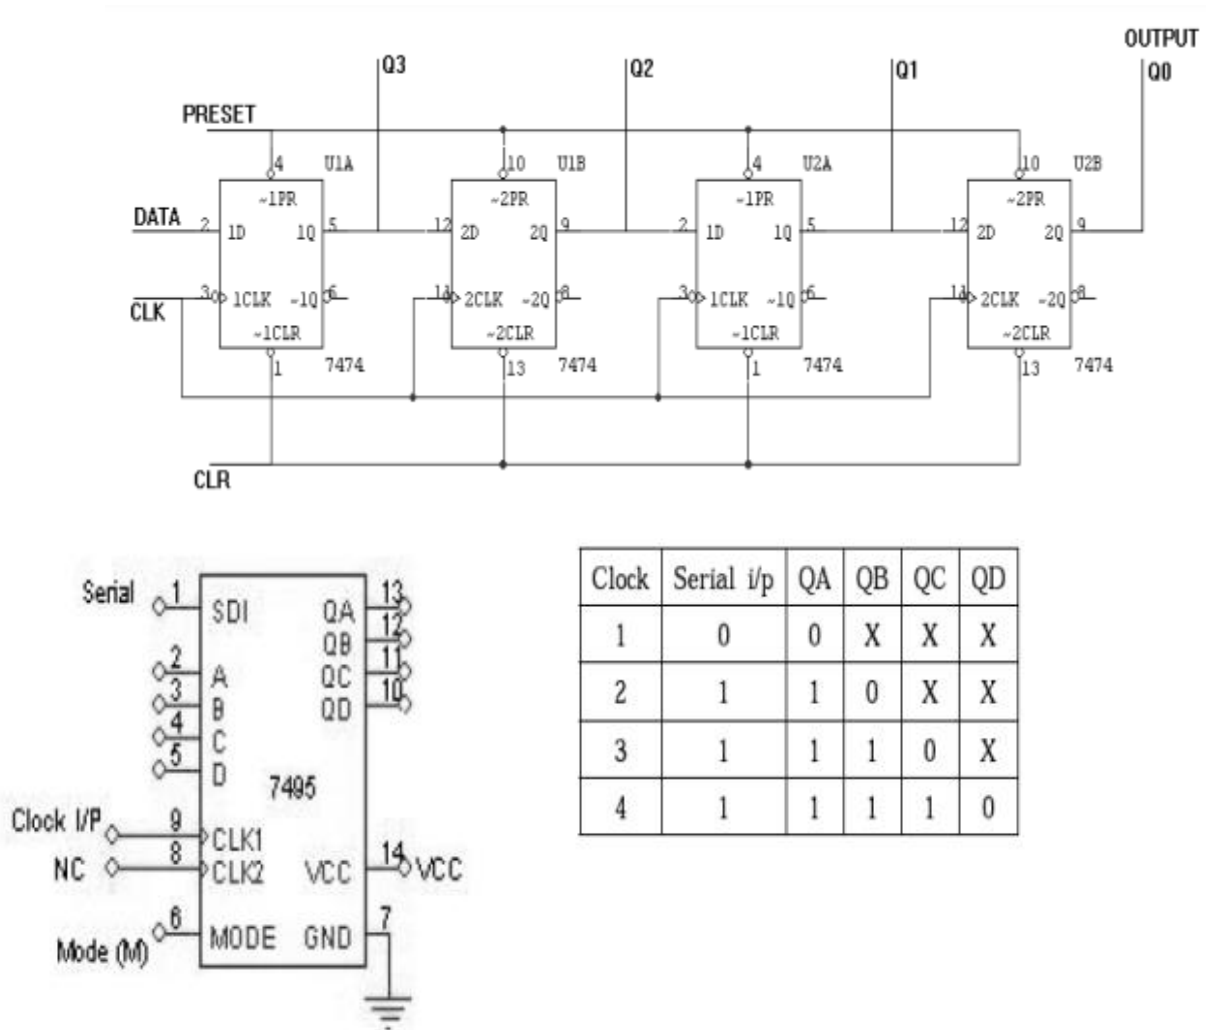 OUTPUT
Q3 Q2 Q1 Q0
PRESET
4 U1A 10 U1B 4 U2A 10 U2B
~1PR ~2PR ~1PR ~2PR
DATA 2 1D 1Q 5 12 2D 2Q 9 2 1D 1Q 5 12 2D 2Q 9
CLK 3 1CLK ~1Q 6 11 2CLK ~2Q 8 3 1CLK ~1Q 6 11 2CLK ~2Q 8
~1CLR ~2CLR ~1CLR ~2CLR
1 7474 13 7474 1 7474 13 7474
CLR
Serial 1 SDI QA 13
QB 12
2 A QC 11
3 B QD 10
4 C
5 D
7495
Clock I/P 9 CLK1
NC 8 CLK2 VCC 14 VCC
Mode (M) 6 MODE GND 7
Clock Serial i/p QA QB QC QD
1 0 0 X X X
2 1 1 0 X X
3 1 1 1 0 X
4 1 1 1 1 0